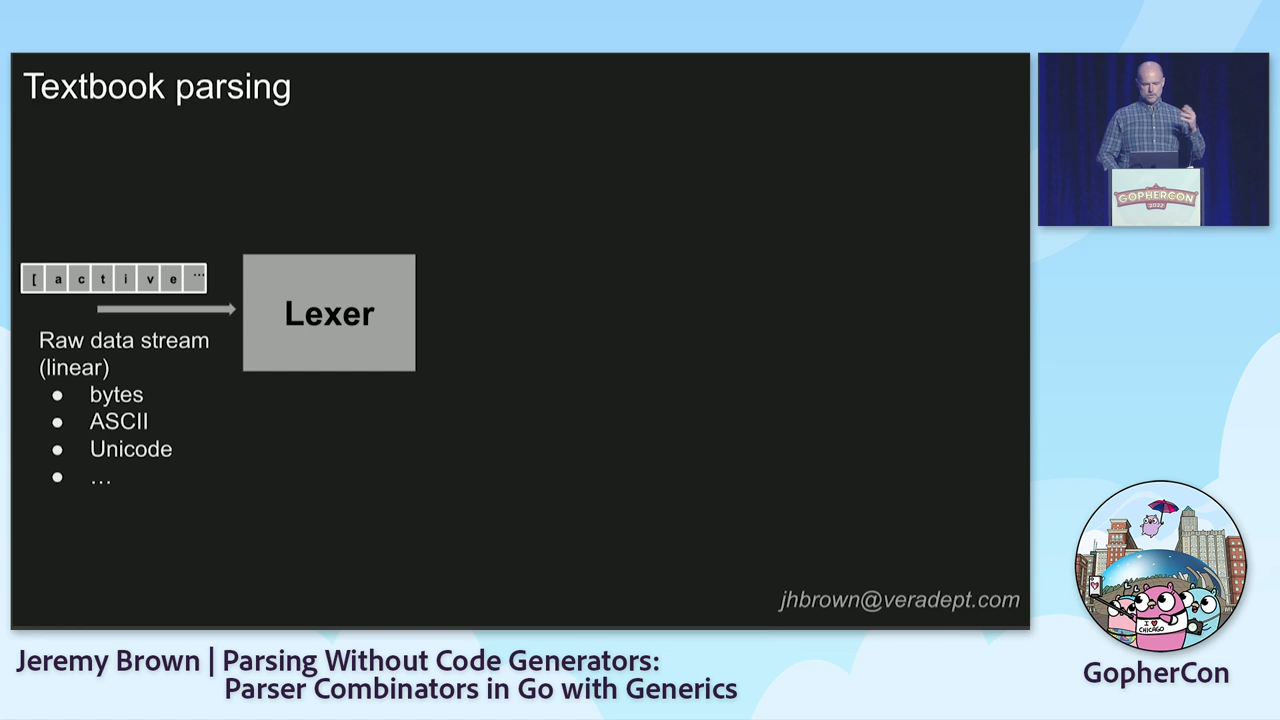 Textbook parsing
[ a c t i v e ...
Lexer
Raw data stream
(linear)
● bytes
● ASCII
● Unicode
● …
jhbrown@veradept.com
GOPHERCON
2022
I ♥
CHICAGO
Jeremy Brown | Parsing Without Code Generators:
Parser Combinators in Go with Generics
GopherCon